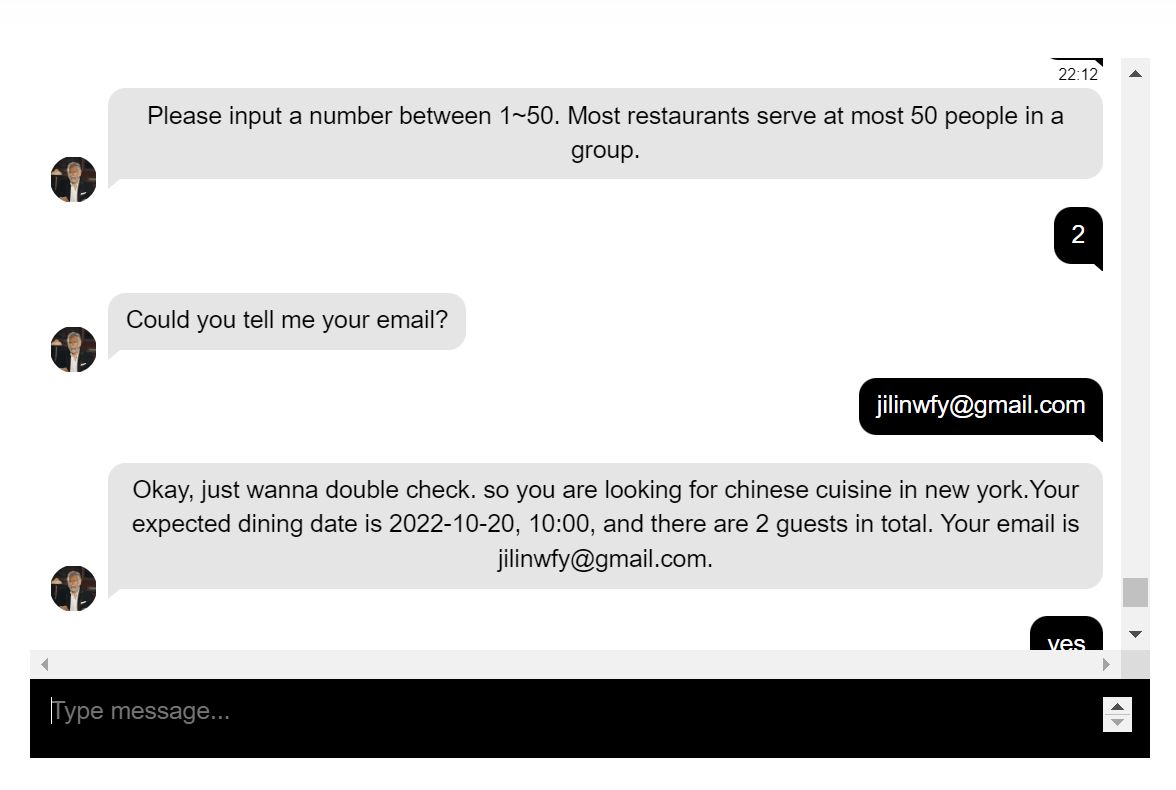 22:12
Please input a number between 1~50. Most restaurants serve at most 50 people in a
group.
2
Could you tell me your email?
jilinwfy@gmail.com
Okay, just wanna double check. so you are looking for chinese cuisine in new york.Your
expected dining date is 2022-10-20, 10:00, and there are 2 guests in total. Your email is
jilinwfy@gmail.com.
yes
Type message...